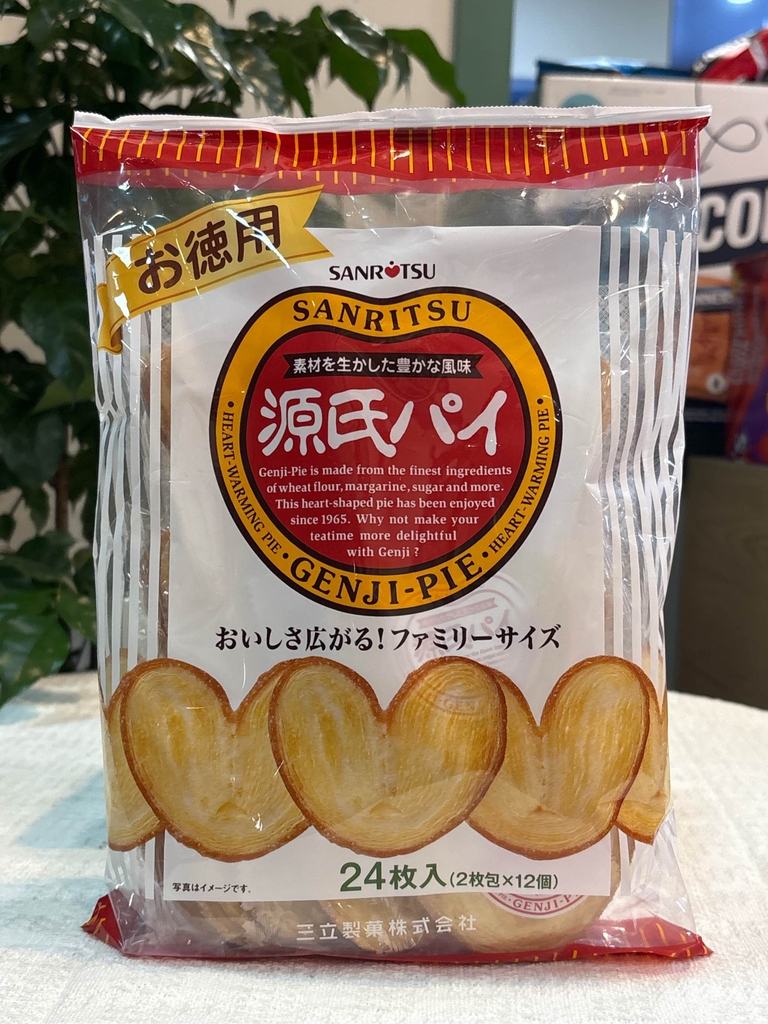 お徳用
SANRITSU
SANRITSU
素材を生かした豊かな風味
源氏パイ
Genji-Pie is made from the finest ingredients
of wheat flour, margarine, sugar and more.
This heart-shaped pie has been enjoyed
since 1965. Why not make your
teatime more delightful
with Genji ?
• HEART-WARMING PIE •
GENJI-PIE
• HEART-WARMING PIE •
おいしさ広がる!ファミリーサイズ
24枚入(2枚包×12個)
写真はイメージです。
GENJI-P
三立製菓株式会社